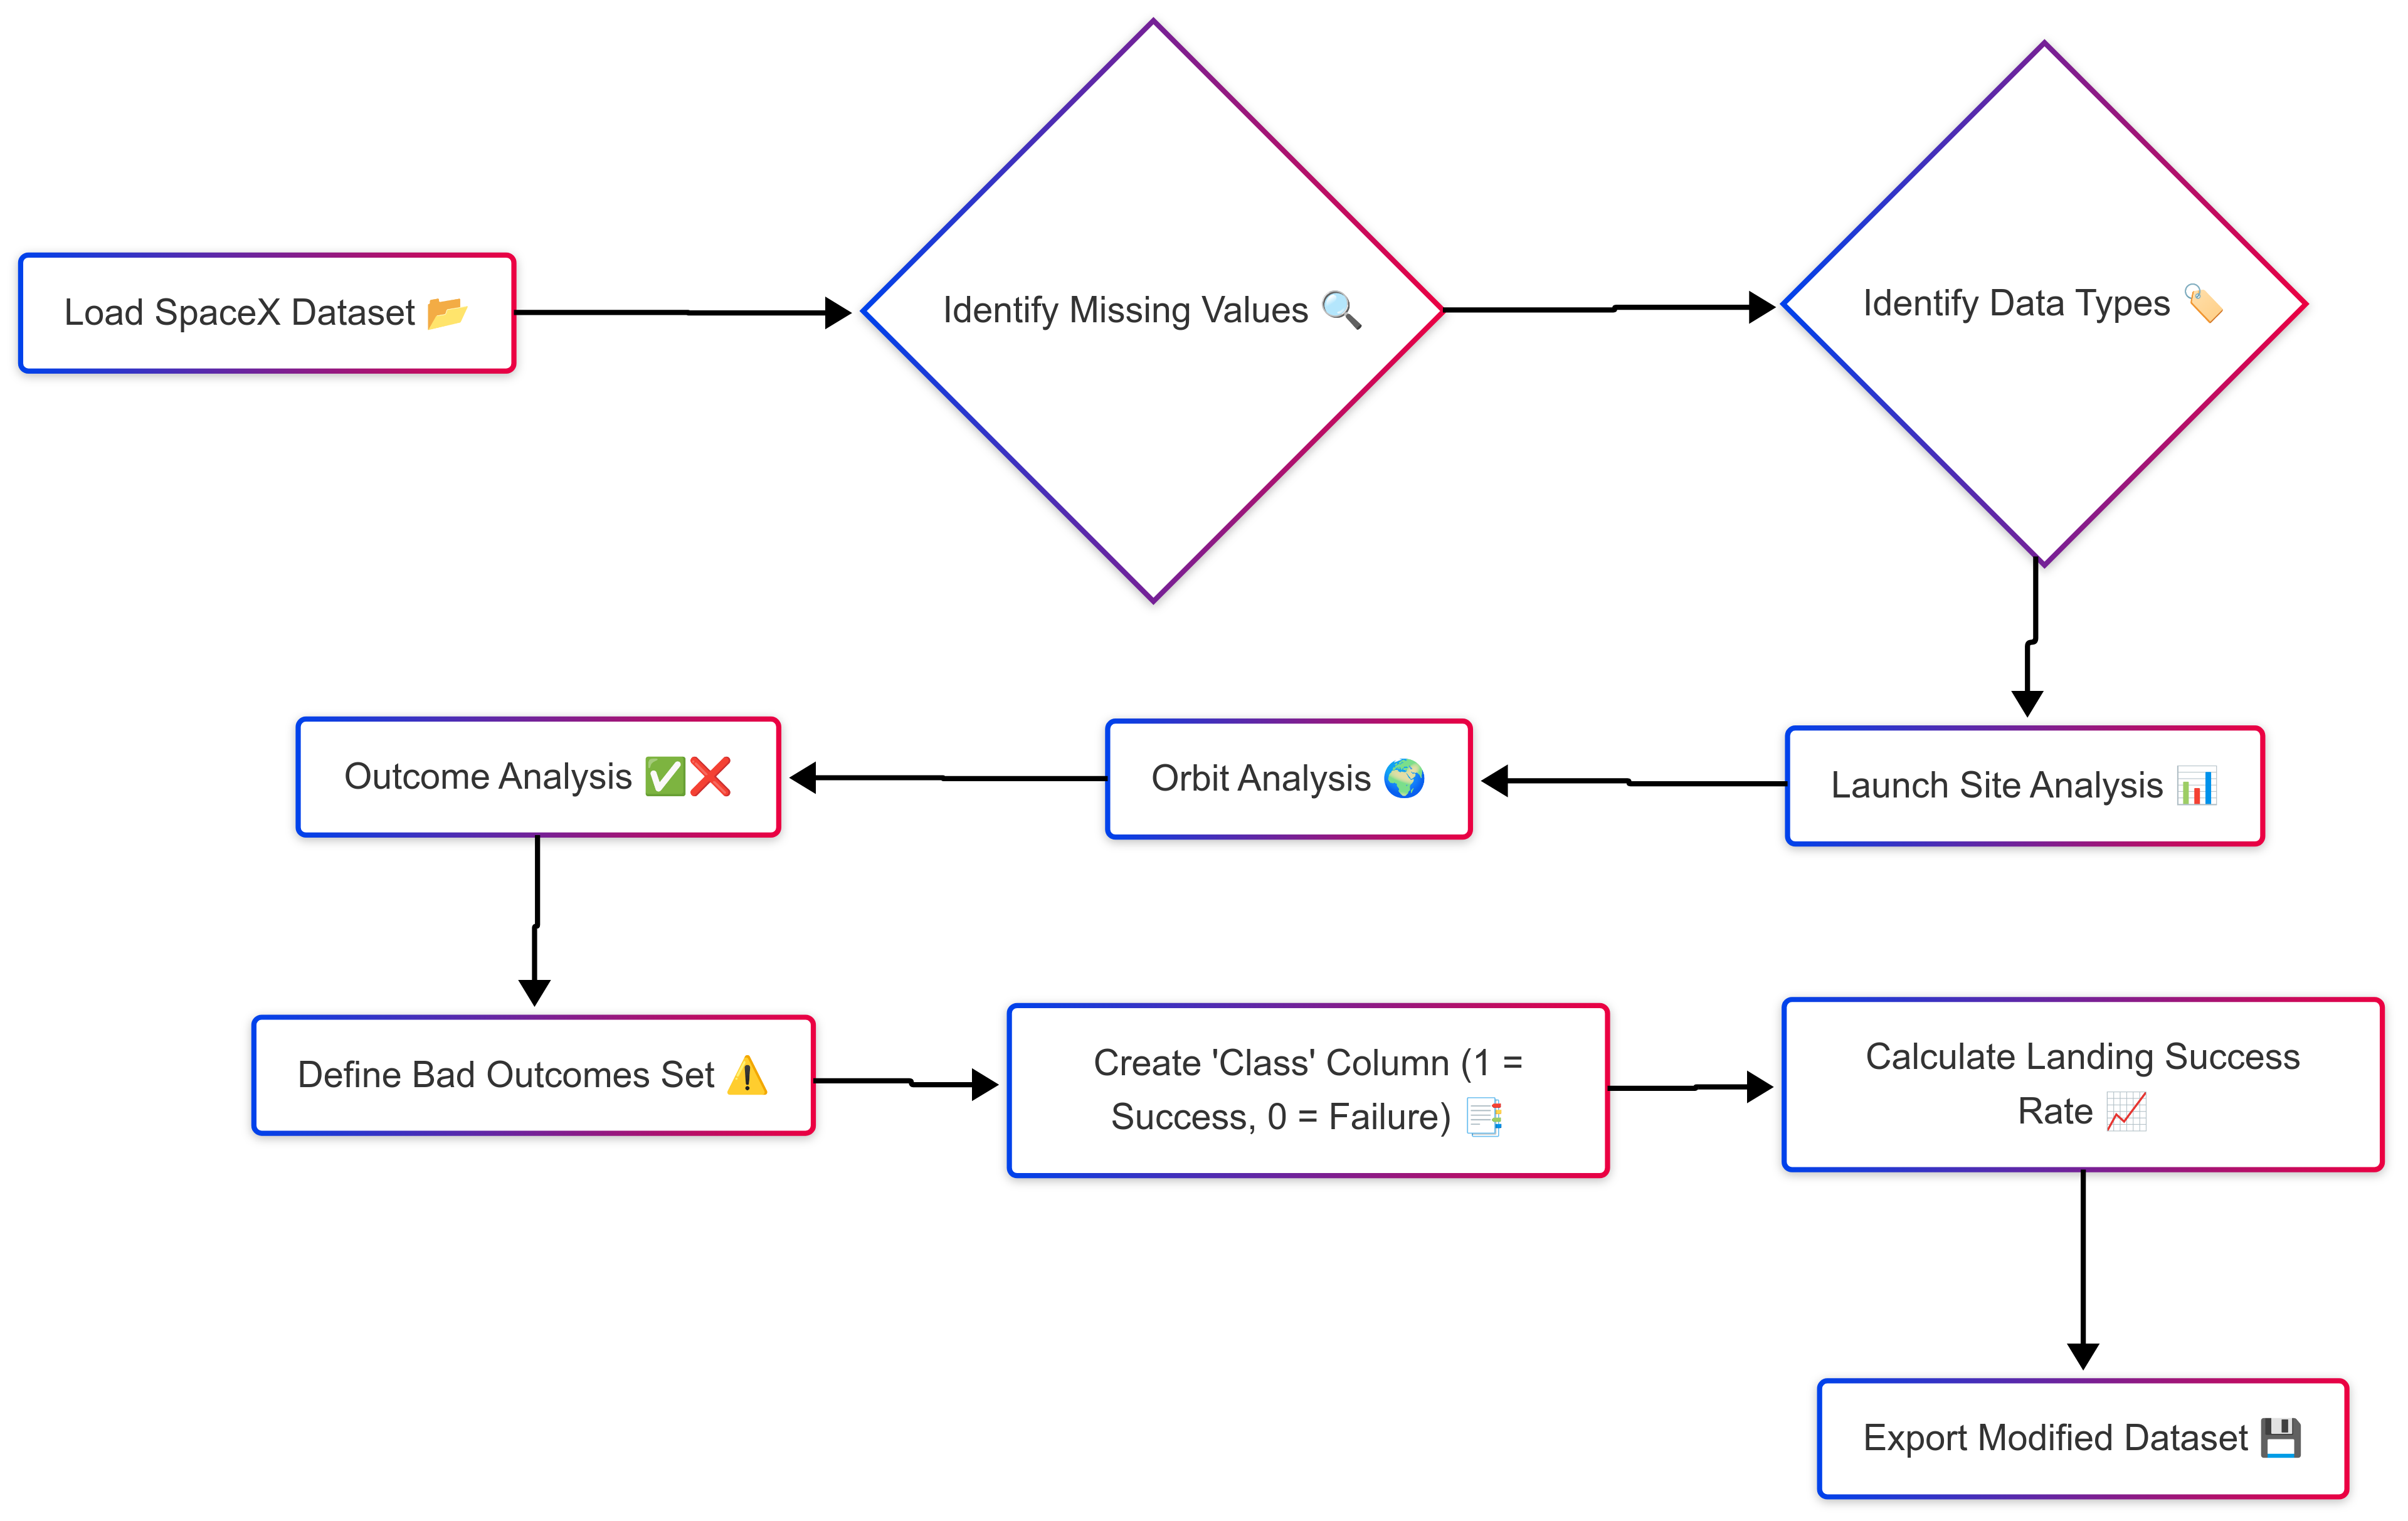 Load SpaceX Dataset 📂
Identify Missing Values 🔍
Identify Data Types 🏷️
Launch Site Analysis 📊
Orbit Analysis 🌍
Outcome Analysis ✅❌
Define Bad Outcomes Set ⚠️
Create 'Class' Column (1 =
Success, 0 = Failure) 📑
Calculate Landing Success
Rate 📈
Export Modified Dataset 💾